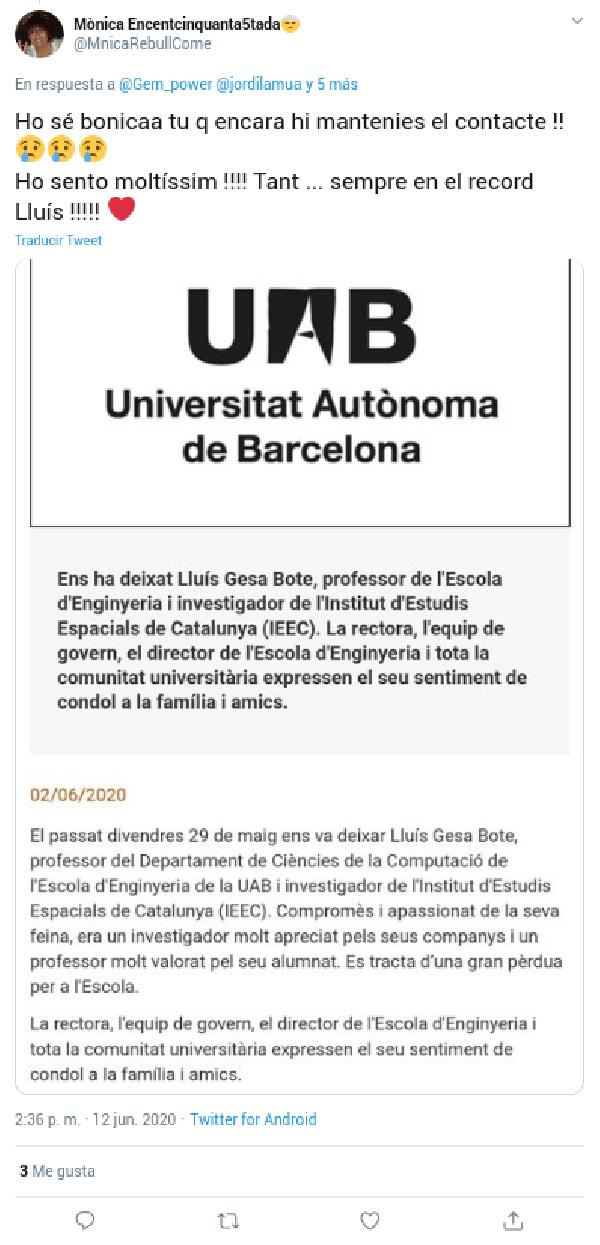 Mònica Encentcinquanta5tada
@MnicaRebullCome
En respuesta a @Gem_power @jordilamua y 5 más
Ho sé bonicaa tu q encara hi mantenies el contacte !!
😢😢😢
Ho sento moltíssim !!!! Tant ... sempre en el record
Lluís !!!!! ❤️
Traducir Tweet
UAB
Universitat Autònoma
de Barcelona
Ens ha deixat Lluís Gesa Bote, professor de l'Escola
d'Enginyeria i investigador de l'Institut d'Estudis
Espacials de Catalunya (IEEC). La rectora, l'equip de
govern, el director de l'Escola d'Enginyeria i tota la
comunitat universitària expressen el seu sentiment de
condol a la família i amics.
02/06/2020
El passat divendres 29 de maig ens va deixar Lluís Gesa Bote,
professor del Departament de Ciències de la Computació de
l'Escola d'Enginyeria de la UAB i investigador de l'Institut d'Estudis
Espacials de Catalunya (IEEC). Compromès i apassionat de la seva
feina, era un investigador molt apreciat pels seus companys i un
professor molt valorat pel seu alumnat. Es tracta d'una gran pèrdua
per a l'Escola.
La rectora, l'equip de govern, el director de l'Escola d'Enginyeria i
tota la comunitat universitària expressen el seu sentiment de
condol a la família i amics.
2:36 p. m. · 12 jun. 2020 · Twitter for Android
3 Me gusta